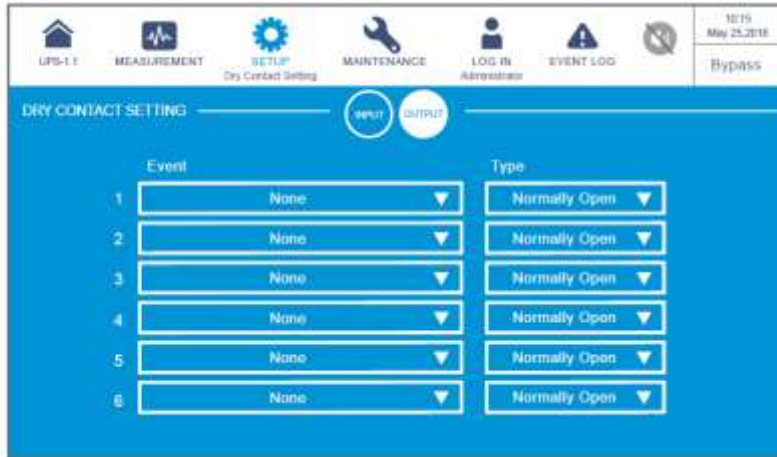 10:15
May 25,2018
UPS-1.1 MEASUREMENT SETUP MAINTENANCE LOG IN EVENT LOG
Dry Contact Setting Administrator
Bypass
DRY CONTACT SETTING INPUT OUTPUT
Event Type
1 None Normally Open
2 None Normally Open
3 None Normally Open
4 None Normally Open
5 None Normally Open
6 None Normally Open